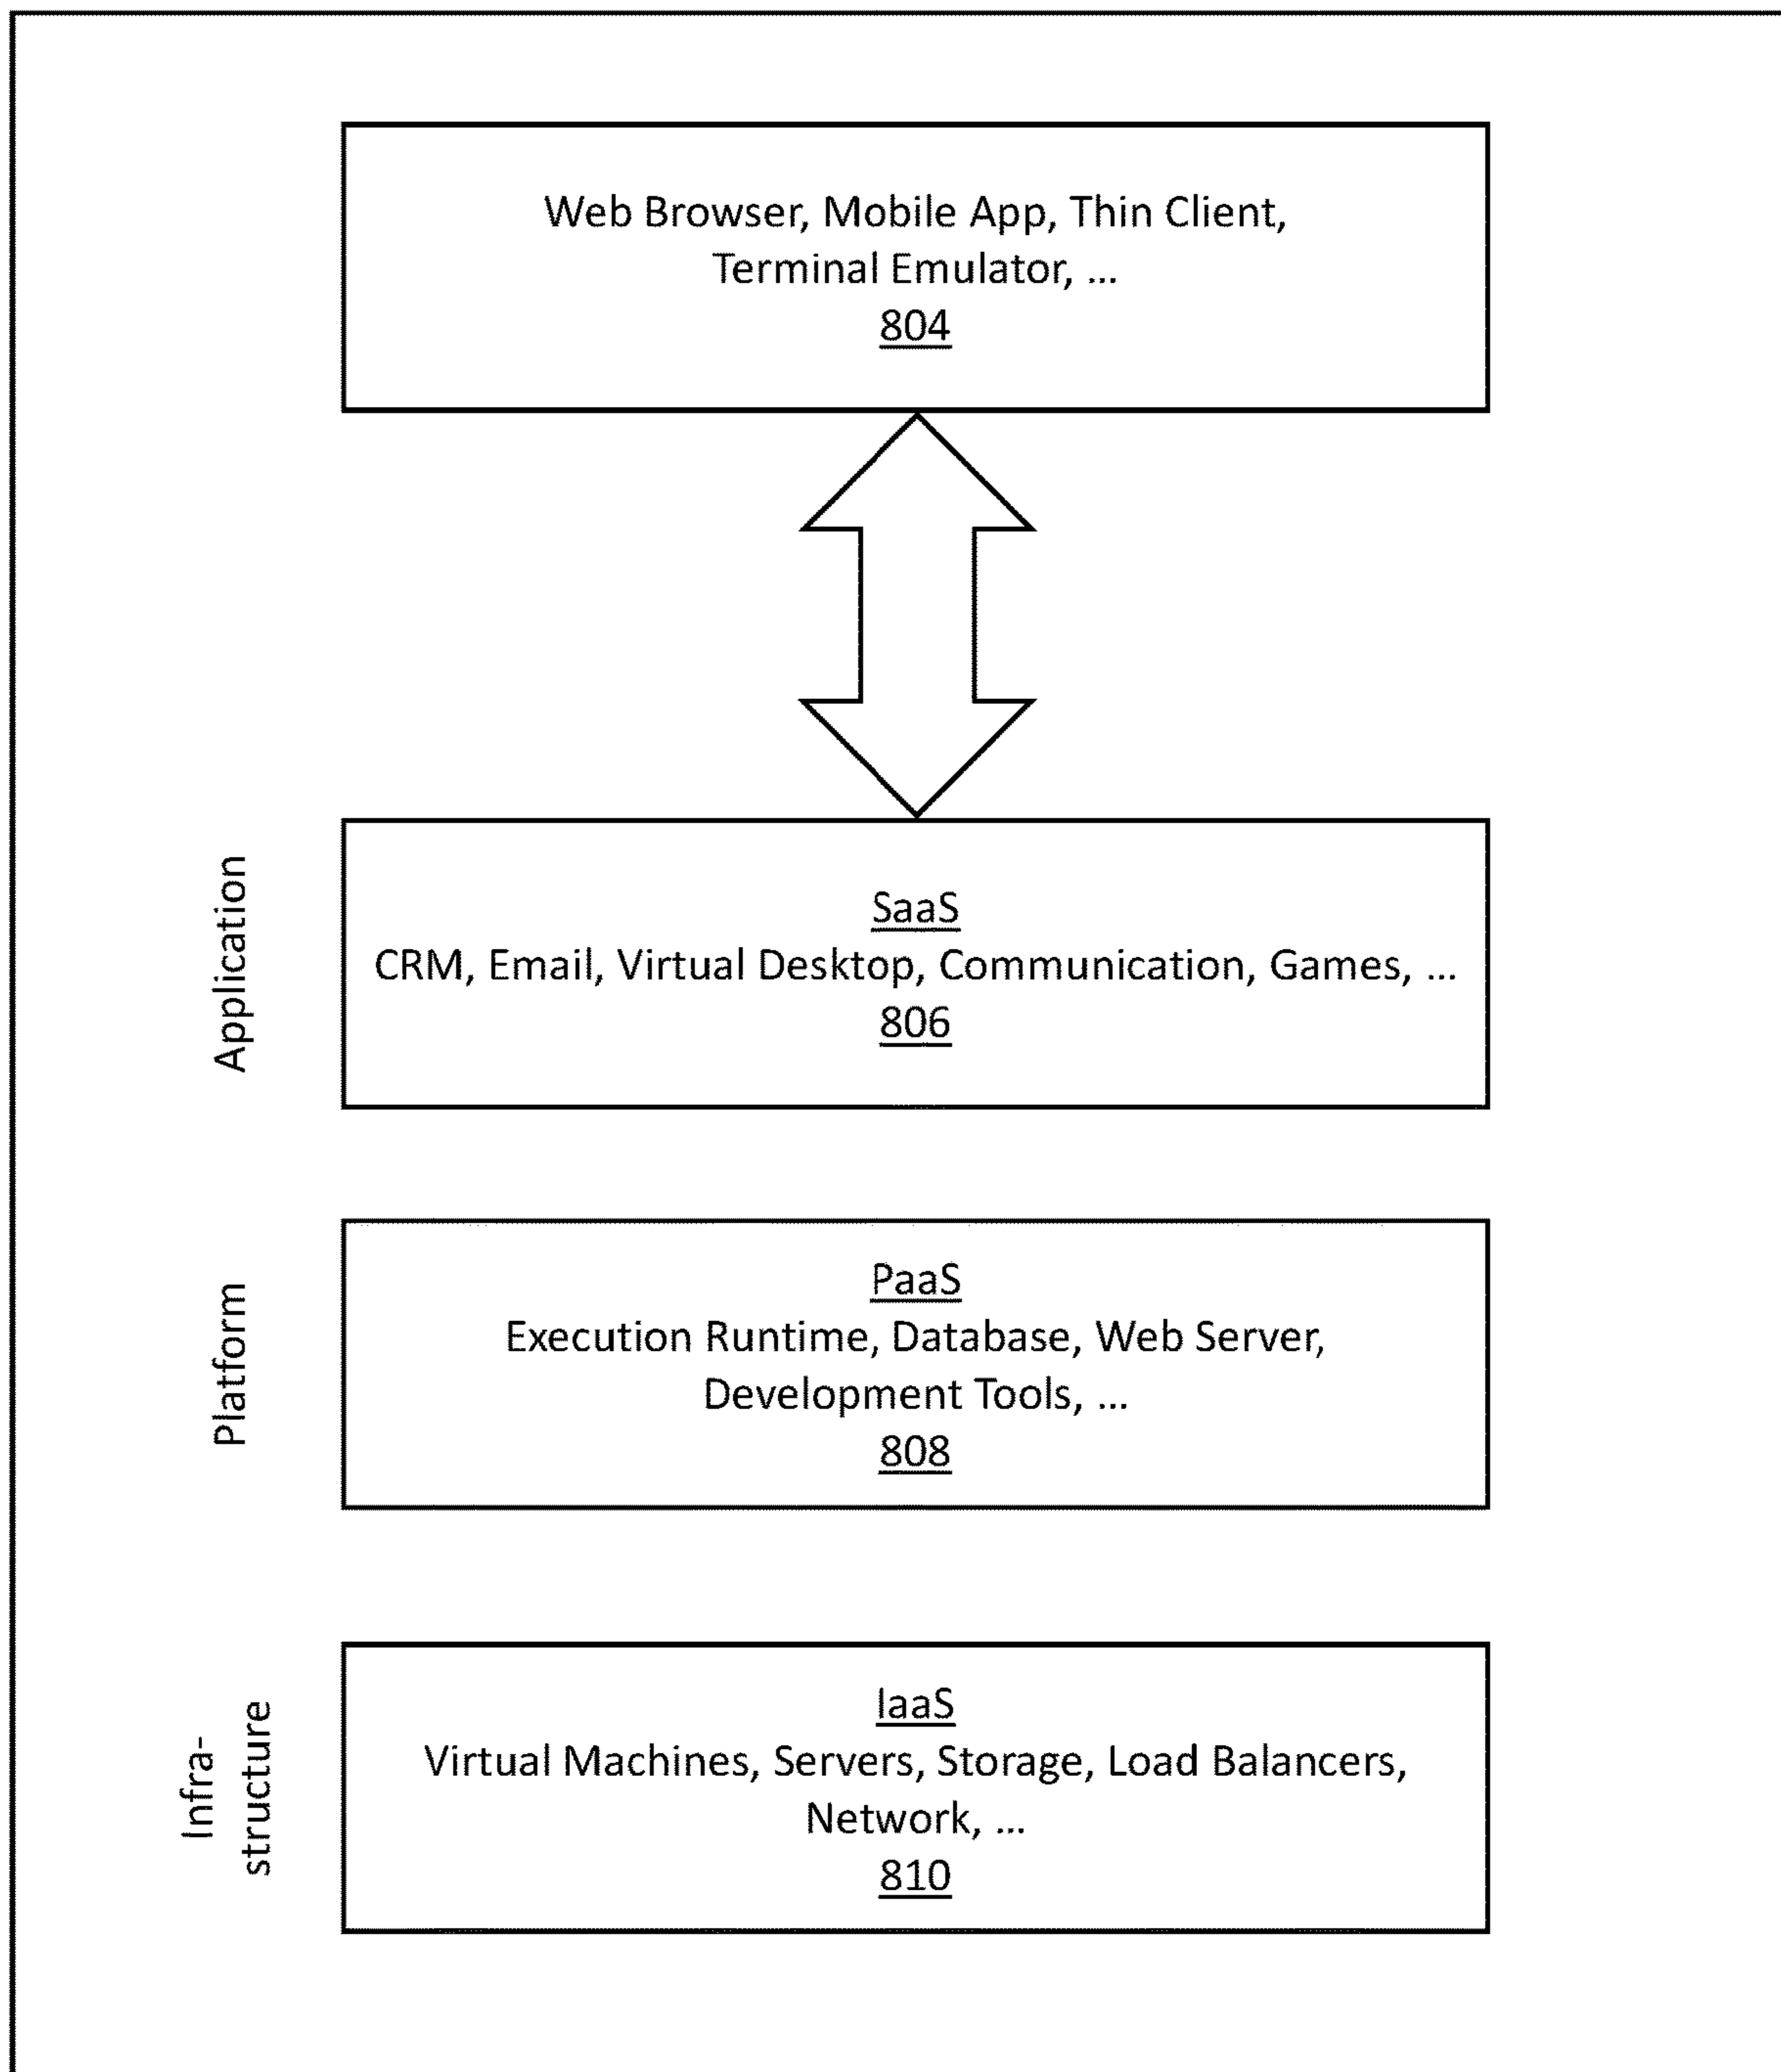 Web Browser, Mobile App, Thin Client,
Terminal Emulator, ...
804
Application
SaaS
CRM, Email, Virtual Desktop, Communication, Games, ...
806
Platform
PaaS
Execution Runtime, Database, Web Server,
Development Tools, ...
808
Infra-
structure
IaaS
Virtual Machines, Servers, Storage, Load Balancers,
Network, ...
810